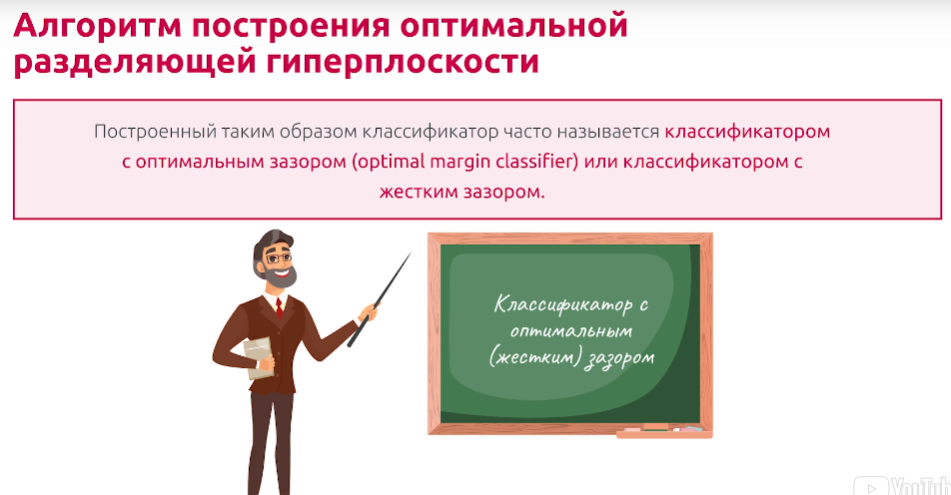 Алгоритм построения оптимальной
разделяющей гиперплоскости
Построенный таким образом классификатор часто называется классификатором
с оптимальным зазором (optimal margin classifier) или классификатором с
жестким зазором.
Классификатор с
оптимальным
(жестким) зазором
YouTub